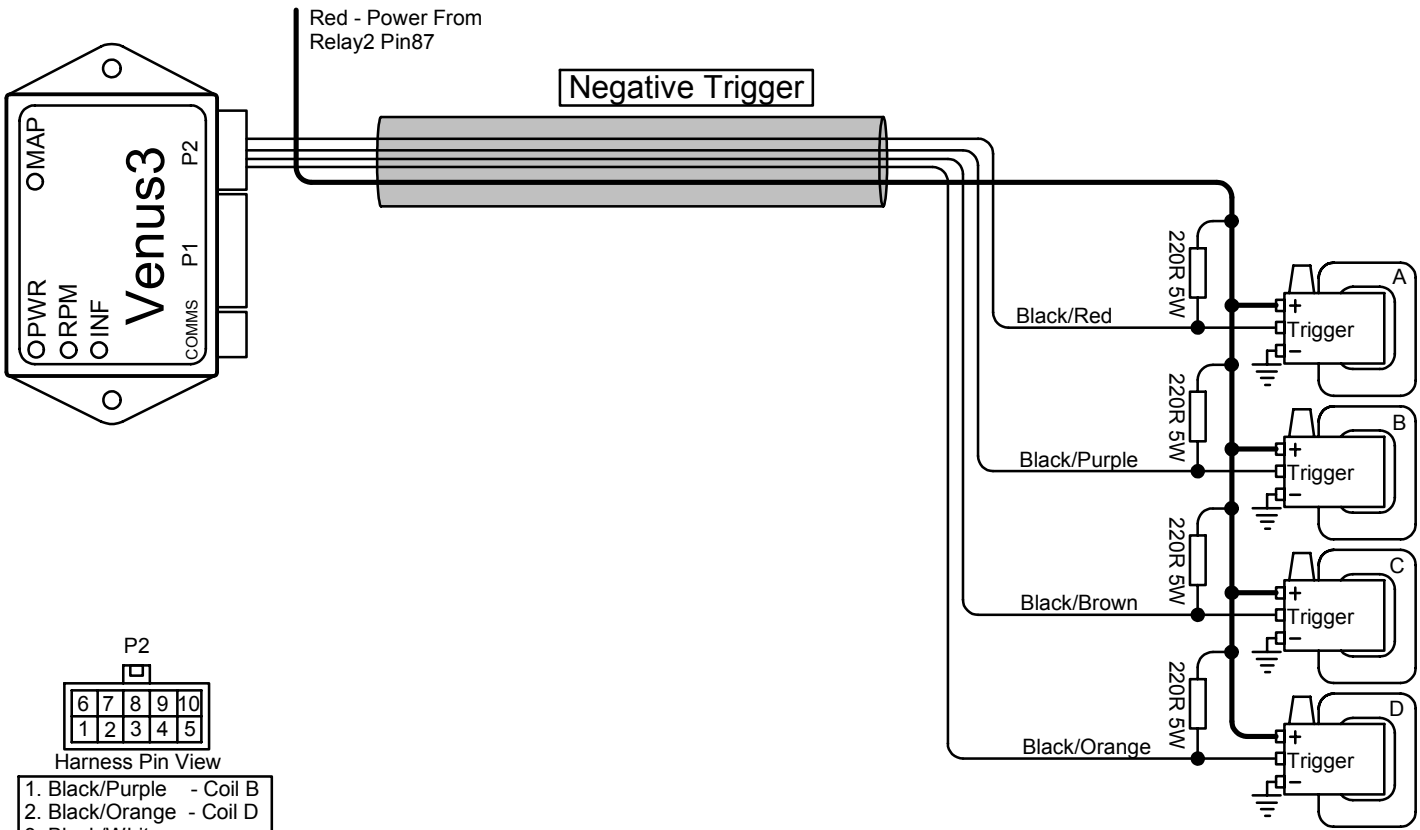 Red - Power From
Relay2 Pin87
Negative Trigger
MAP
PWR
RPM
INF
Venus3
P2
P1
COMMS
220R 5W
A
+
Trigger
-
Black/Red
220R 5W
B
+
Trigger
-
Black/Purple
220R 5W
C
+
Trigger
-
Black/Brown
220R 5W
D
+
Trigger
-
Black/Orange
P2
6 7 8 9 10
1 2 3 4 5
Harness Pin View
1. Black/Purple - Coil B
2. Black/Orange - Coil D
3. Black/White